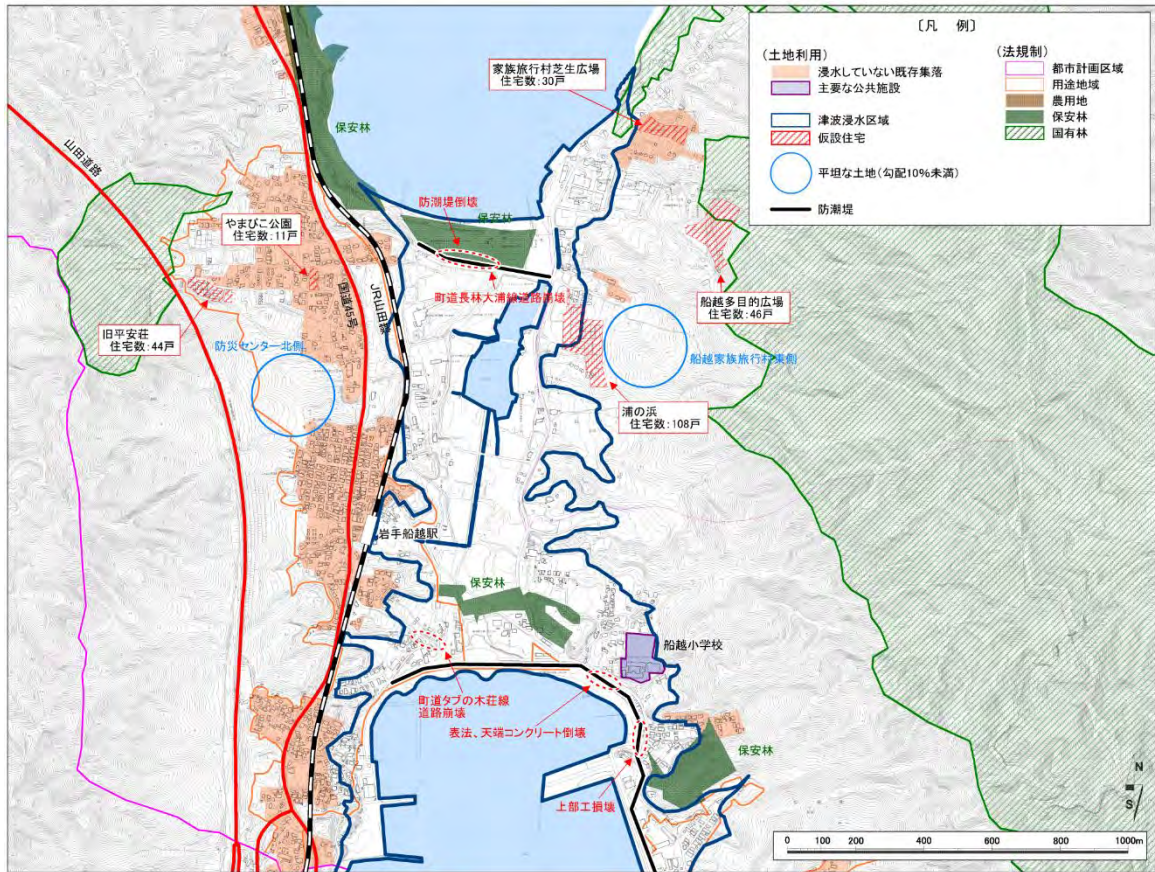 〔凡 例〕
(土地利用)
浸水していない既存集落
主要な公共施設
津波浸水区域
仮設住宅
平坦な土地(勾配10%未満)
防潮堤
(法規制)
都市計画区域
用途地域
農用地
保安林
国有林
家族旅行村芝生広場
住宅数:30戸
保安林
山田道路
防潮堤倒壊
保安林
やまびこ公園
住宅数:11戸
町道長林大浦線道路崩壊
国道45号
JR山田線
船越多目的広場
住宅数:46戸
旧平安荘
住宅数:44戸
防災センター北側
船越家族旅行村東側
浦の浜
住宅数:108戸
岩手船越駅
保安林
船越小学校
町道タブの木荘線
道路崩壊
表法、天端コンクリート倒壊
保安林
上部工損壊
N
S
0 100 200 400 600 800 1000m